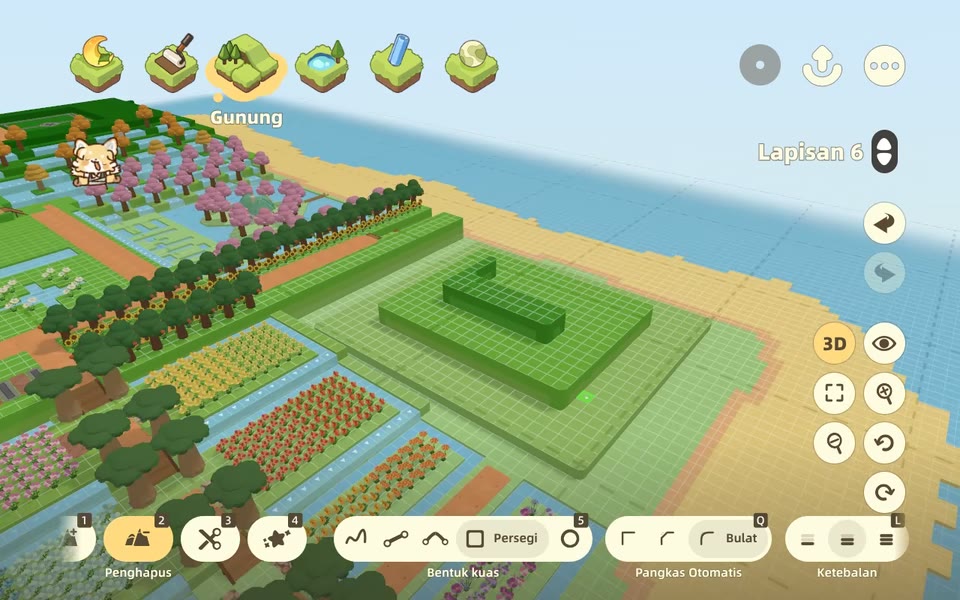 Gunung
Lapisan 6
3D
1
2
3
4
5
Q
L
Persegi
Bulat
Penghapus
Bentuk kuas
Pangkas Otomatis
Ketebalan